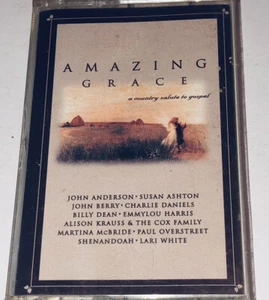 AMAZING
GRACE
a country salute to gospel
JOHN ANDERSON • SUSAN ASHTON
JOHN BERRY • CHARLIE DANIELS
BILLY DEAN • EMMYLOU HARRIS
ALISON KRAUSS & THE COX FAMILY
MARTINA McBRIDE • PAUL OVERSTREET
SHENANDOAH • LARI WHITE